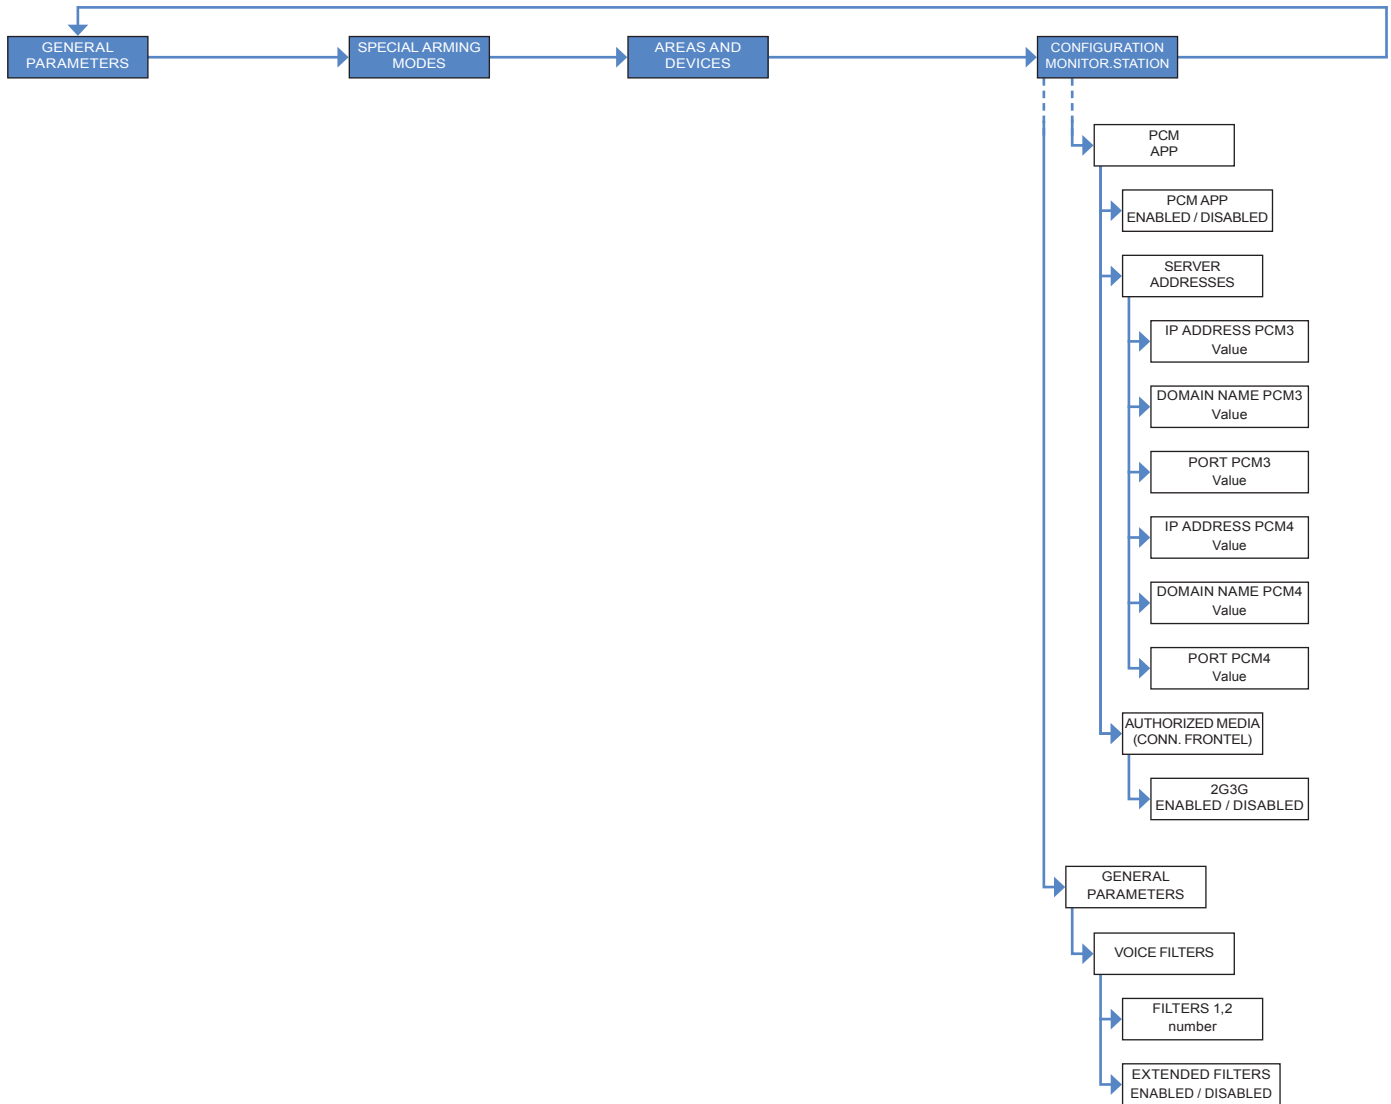 GENERAL
PARAMETERS
SPECIAL ARMING
MODES
AREAS AND
DEVICES
CONFIGURATION
MONITOR.STATION
PCM
APP
PCM APP
ENABLED / DISABLED
SERVER
ADDRESSES
IP ADDRESS PCM3
Value
DOMAIN NAME PCM3
Value
PORT PCM3
Value
IP ADDRESS PCM4
Value
DOMAIN NAME PCM4
Value
PORT PCM4
Value
AUTHORIZED MEDIA
(CONN. FRONTEL)
2G3G
ENABLED / DISABLED
GENERAL
PARAMETERS
VOICE FILTERS
FILTERS 1,2
number
EXTENDED FILTERS
ENABLED / DISABLED